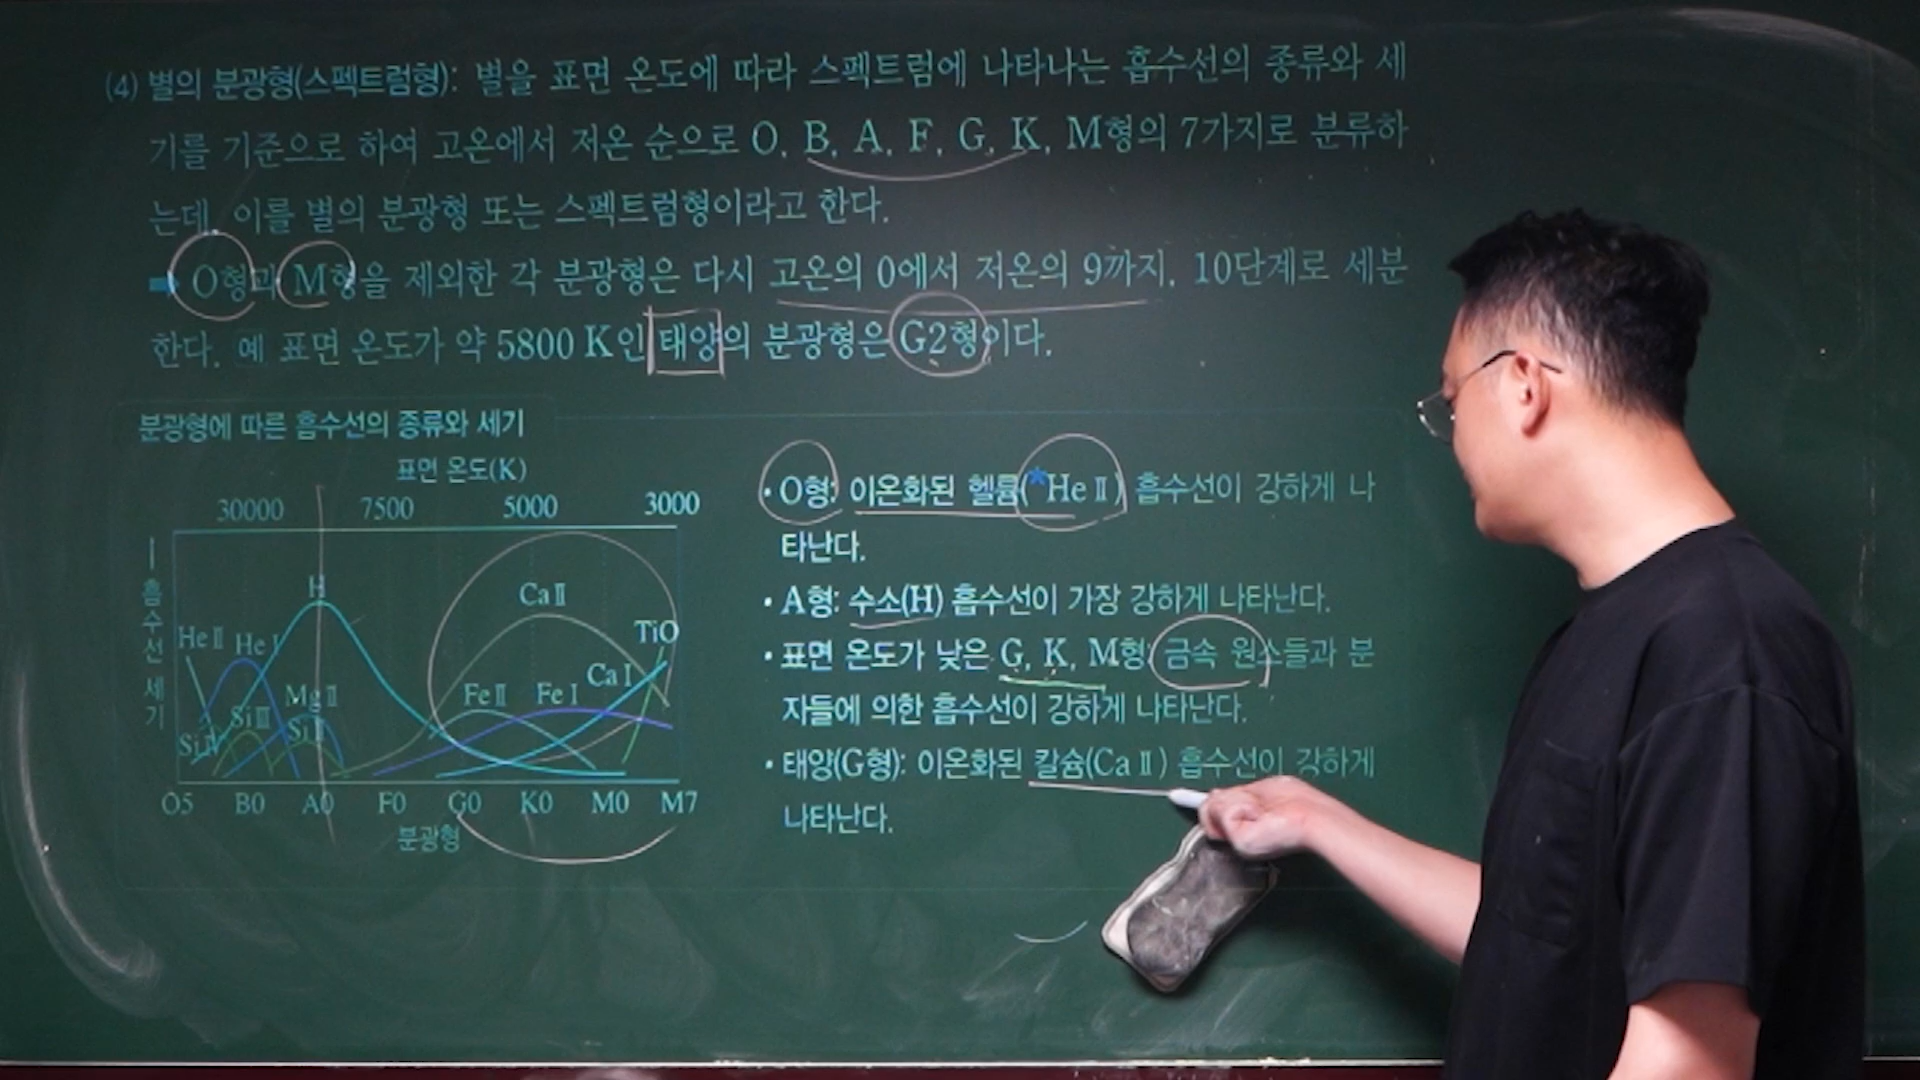 (4) 별의 분광형(스펙트럼형): 별을 표면 온도에 따라 스펙트럼에 나타나는 흡수선의 종류와 세
기를 기준으로 하여 고온에서 저온 순으로 O, B, A, F, G, K, M형의 7가지로 분류하
는데, 이를 별의 분광형 또는 스펙트럼형이라고 한다.
➡ O형과 M형을 제외한 각 분광형은 다시 고온의 0에서 저온의 9까지, 10단계로 세분
한다. 예 표면 온도가 약 5800 K인 태양의 분광형은 G2형이다.
분광형에 따른 흡수선의 종류와 세기
표면 온도(K)
30000 7500 5000 3000
흡수선 세기
H
Ca II
He II He I
TiO
Ca I
Mg II
Fe II Fe I
Si III
Si II
Si IV
O5 B0 A0 F0 G0 K0 M0 M7
분광형
• O형: 이온화된 헬륨(*He II) 흡수선이 강하게 나
타난다.
• A형: 수소(H) 흡수선이 가장 강하게 나타난다.
• 표면 온도가 낮은 G, K, M형: 금속 원소들과 분
자들에 의한 흡수선이 강하게 나타난다.
• 태양(G형): 이온화된 칼슘(Ca II) 흡수선이 강하게
나타난다.